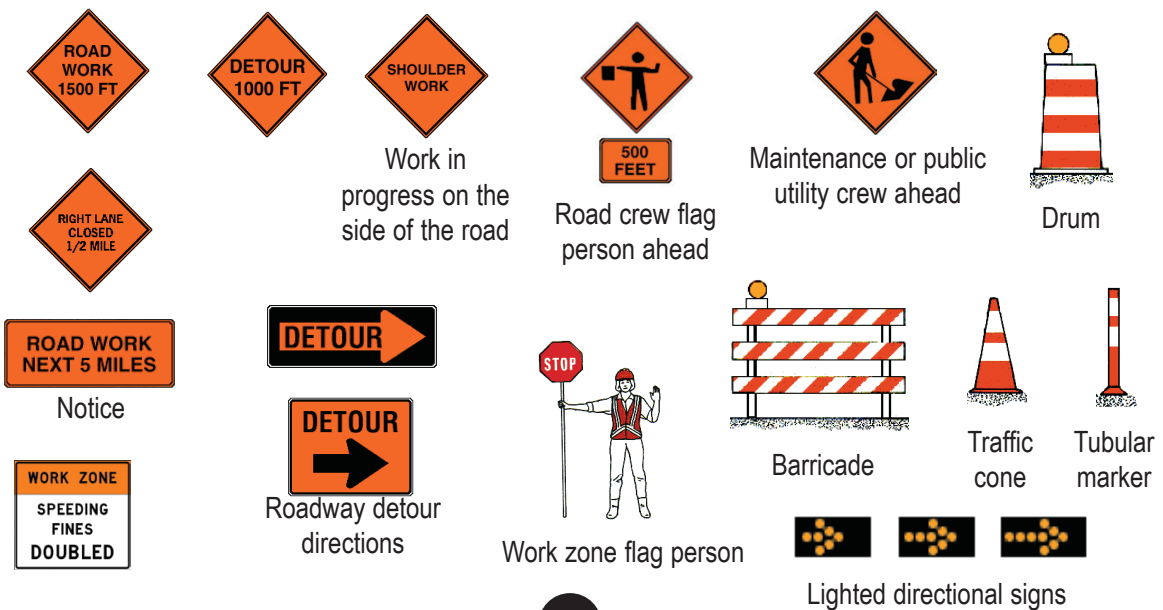 ROAD
WORK
1500 FT
DETOUR
1000 FT
SHOULDER
WORK
Work in
progress on the
side of the road
500
FEET
Road crew flag
person ahead
Maintenance or public
utility crew ahead
Drum
RIGHT LANE
CLOSED
1/2 MILE
ROAD WORK
NEXT 5 MILES
Notice
WORK ZONE
SPEEDING
FINES
DOUBLED
DETOUR
DETOUR
Roadway detour
directions
STOP
Work zone flag person
Barricade
Traffic
cone
Tubular
marker
Lighted directional signs